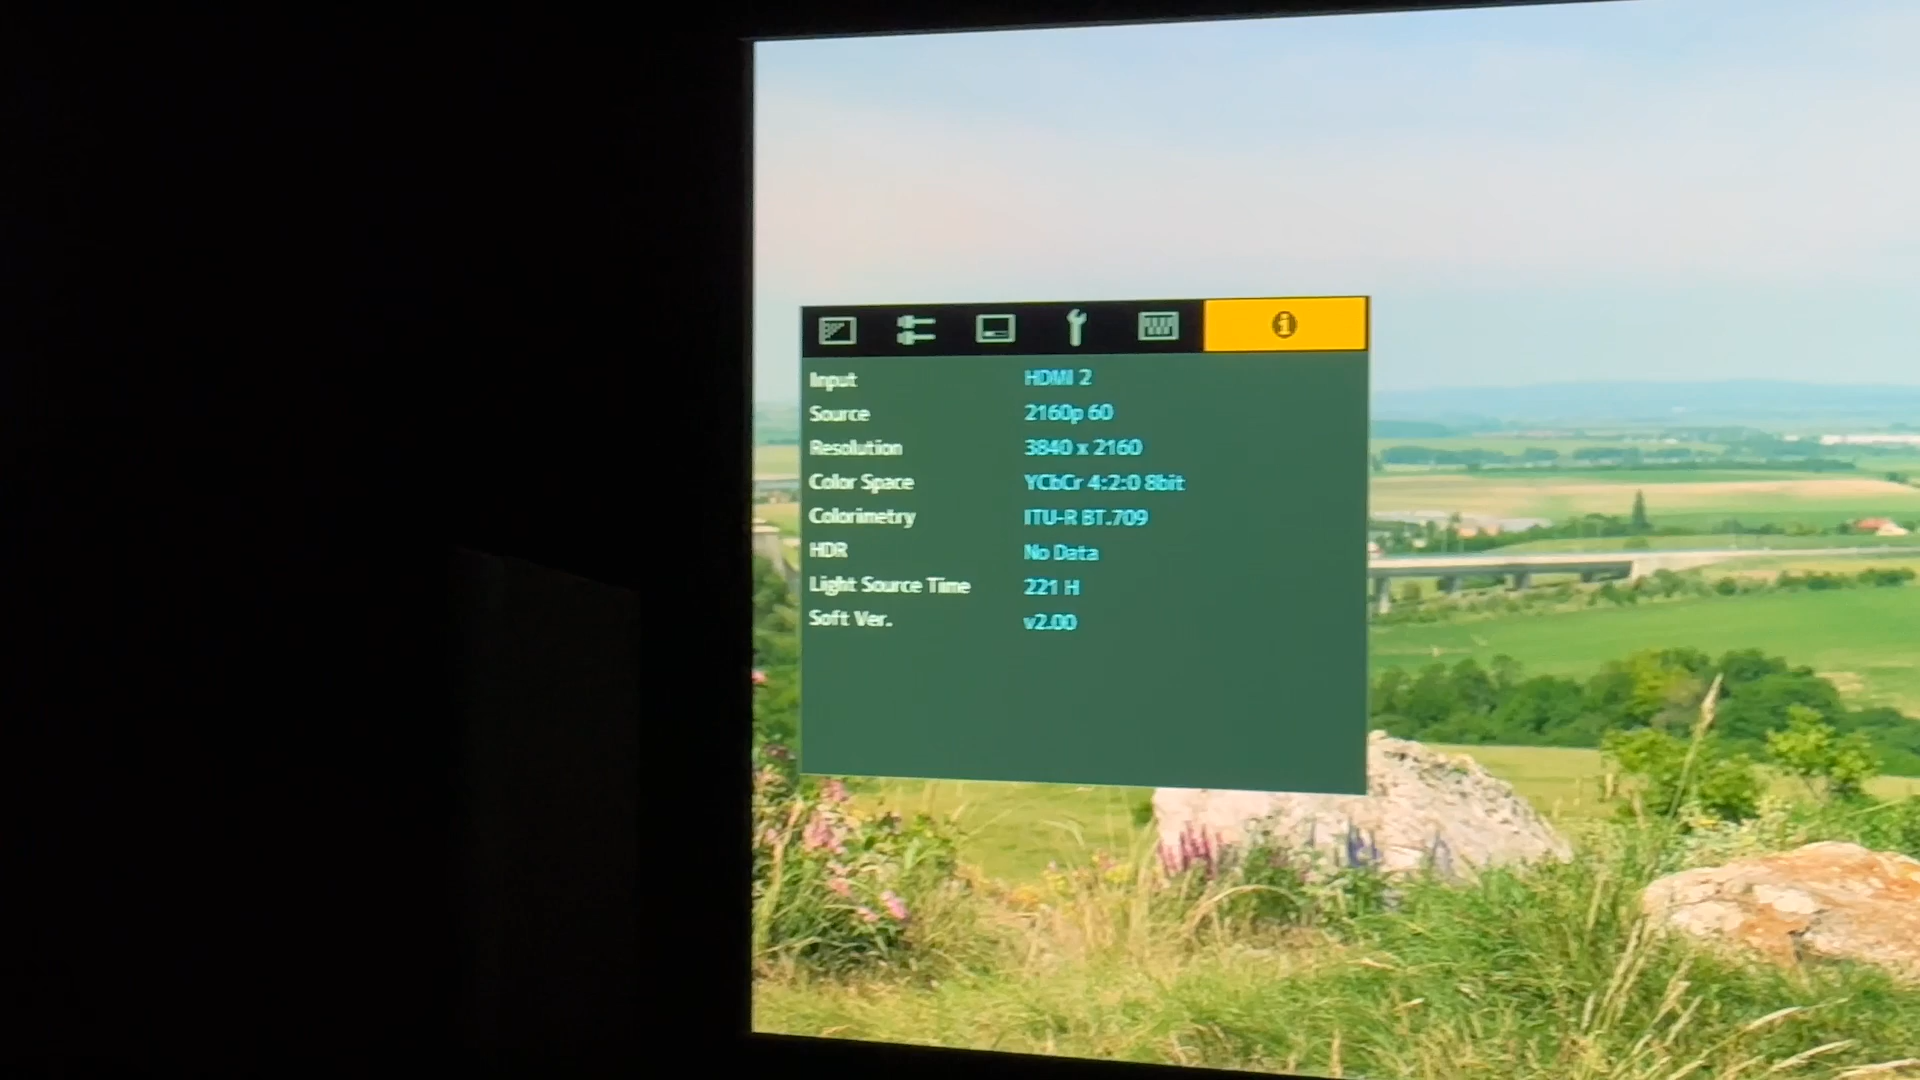 Input HDMI 2
Source 2160p 60
Resolution 3840 x 2160
Color Space YCbCr 4:2:0 8bit
Colorimetry ITU-R BT.709
HDR No Data
Light Source Time 221 H
Soft Ver. v2.00